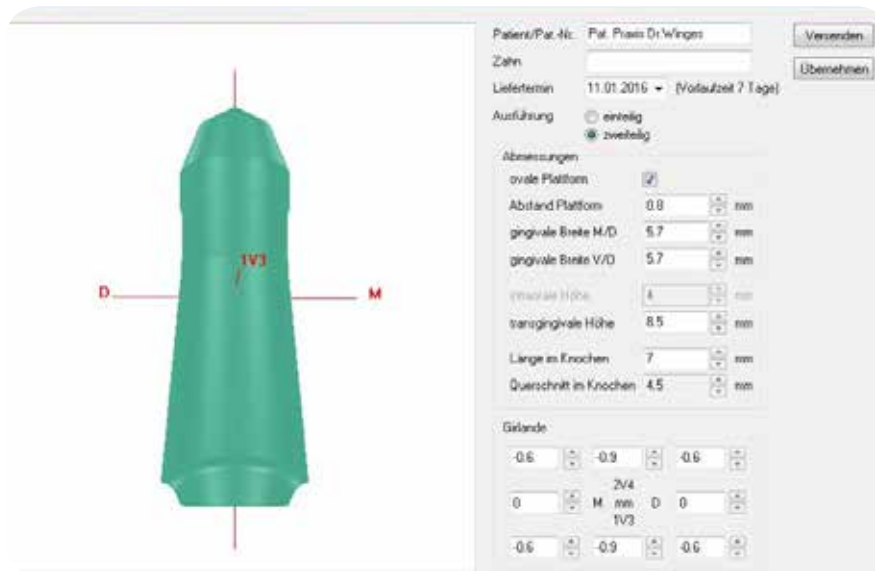 1V3
D
M
Patient/Pat.-Nr. Pat. Praxis Dr.Winges
Versenden
Zahn
Übernehmen
Liefertermin 11.01.2016 (Vorlaufzeit 7 Tage)
Ausführung einteilig
zweiteilig
Abmessungen
ovale Plattform
Abstand Plattform 0.8 mm
gingivale Breite M/D 5.7 mm
gingivale Breite V/O 5.7 mm
Höhe 4 mm
transgingivale Höhe 8.5 mm
Länge im Knochen 7 mm
Querschnitt im Knochen 4.5 mm
Girlande
-0.6 -0.9 -0.6
2V4
0 M mm D 0
1V3
-0.6 -0.9 -0.6